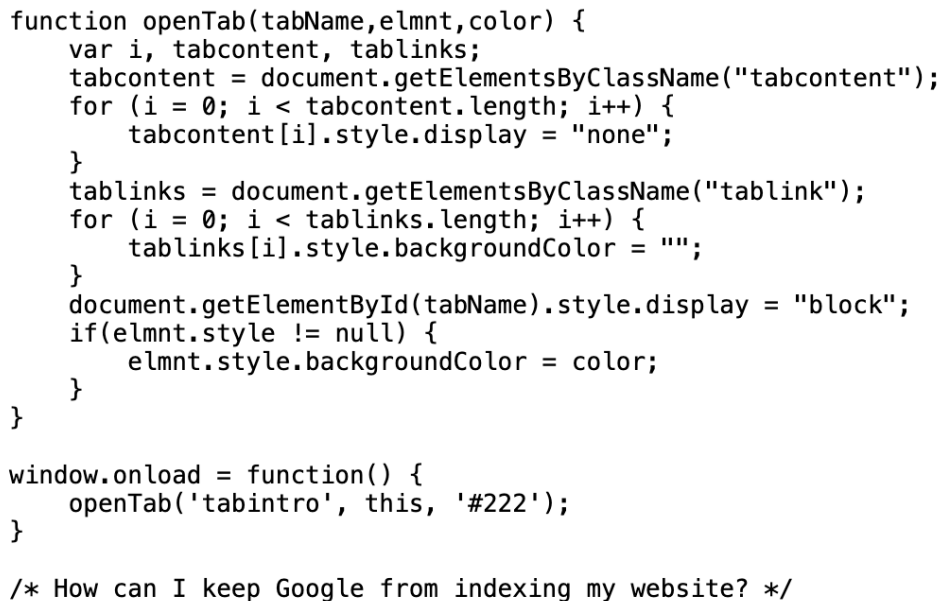 function openTab(tabName,elmnt,color) {
    var i, tabcontent, tablinks;
    tabcontent = document.getElementsByClassName("tabcontent");
    for (i = 0; i < tabcontent.length; i++) {
        tabcontent[i].style.display = "none";
    }
    tablinks = document.getElementsByClassName("tablink");
    for (i = 0; i < tablinks.length; i++) {
        tablinks[i].style.backgroundColor = "";
    }
    document.getElementById(tabName).style.display = "block";
    if(elmnt.style != null) {
        elmnt.style.backgroundColor = color;
    }
}

window.onload = function() {
    openTab('tabintro', this, '#222');
}

/* How can I keep Google from indexing my website? */